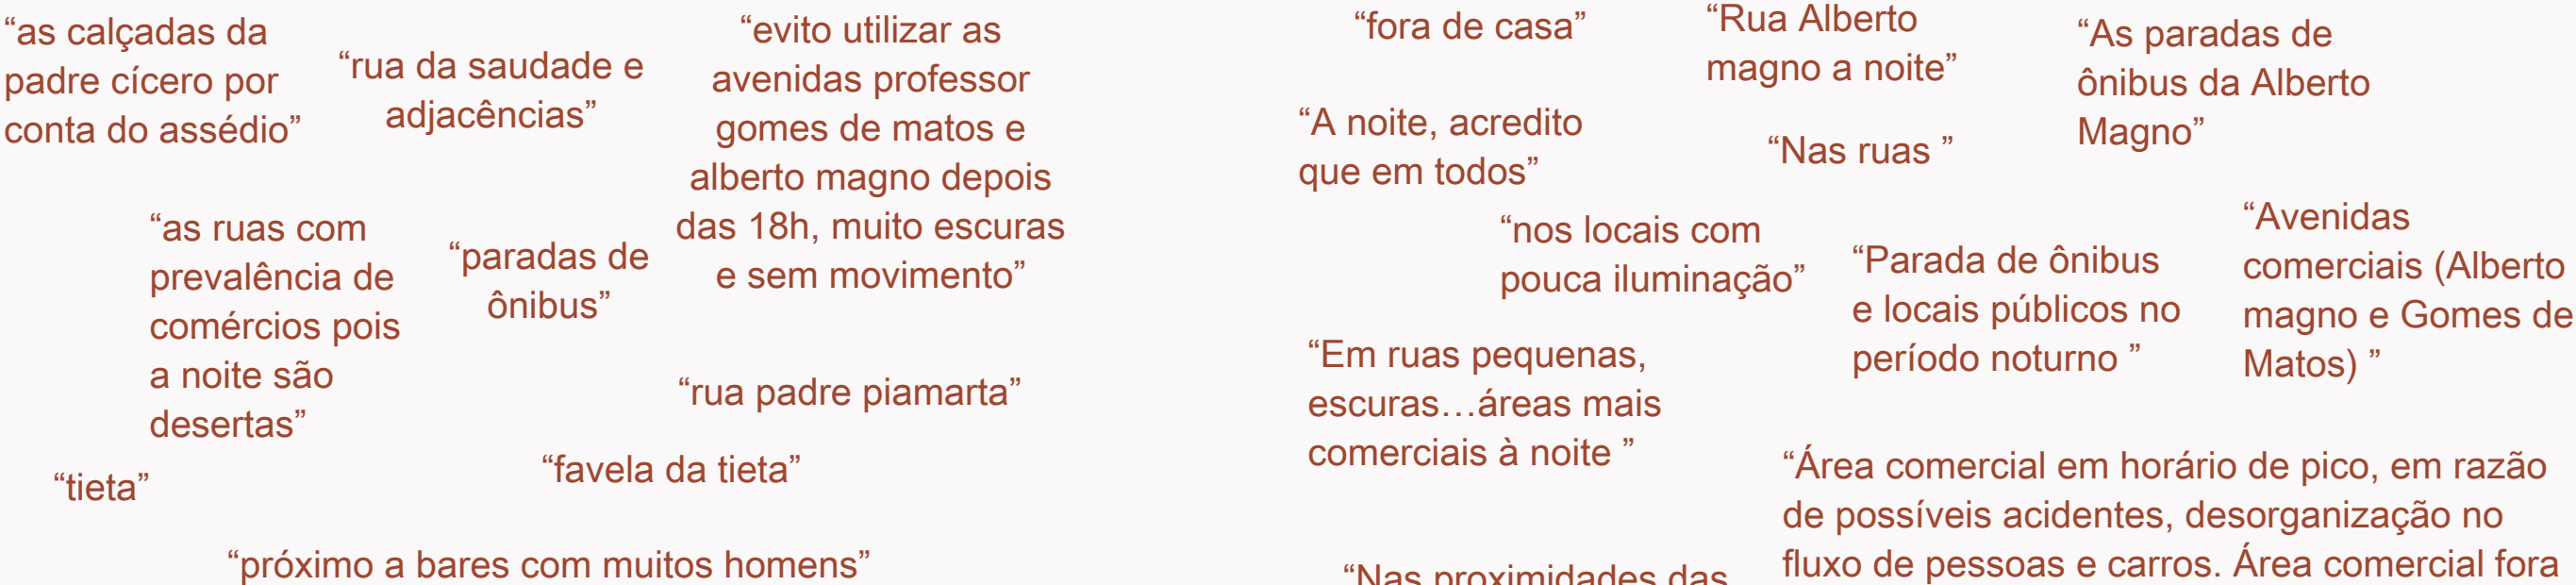 “as calçadas da
padre cícero por
conta do assédio”
“rua da saudade e
adjacências”
“evito utilizar as
avenidas professor
gomes de matos e
alberto magno depois
das 18h, muito escuras
e sem movimento”
“as ruas com
prevalência de
comércios pois
a noite são
desertas”
“paradas de
ônibus”
“rua padre piamarta”
“favela da tieta”
“tieta”
“próximo a bares com muitos homens”
“fora de casa”
“Rua Alberto
magno a noite”
“As paradas de
ônibus da Alberto
Magno”
“A noite, acredito
que em todos”
“Nas ruas ”
“nos locais com
pouca iluminação”
“Parada de ônibus
e locais públicos no
período noturno ”
“Avenidas
comerciais (Alberto
magno e Gomes de
Matos) ”
“Em ruas pequenas,
escuras…áreas mais
comerciais à noite ”
“Área comercial em horário de pico, em razão
de possíveis acidentes, desorganização no
fluxo de pessoas e carros. Área comercial fora
“Nas proximidades das